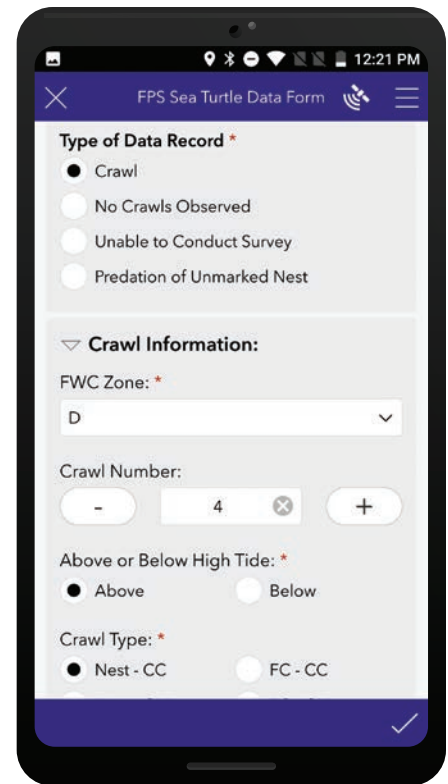 12:21 PM
FPS Sea Turtle Data Form
Type of Data Record *
Crawl
No Crawls Observed
Unable to Conduct Survey
Predation of Unmarked Nest
Crawl Information:
FWC Zone: *
D
Crawl Number:
- 4 +
Above or Below High Tide: *
Above Below
Crawl Type: *
Nest - CC FC - CC